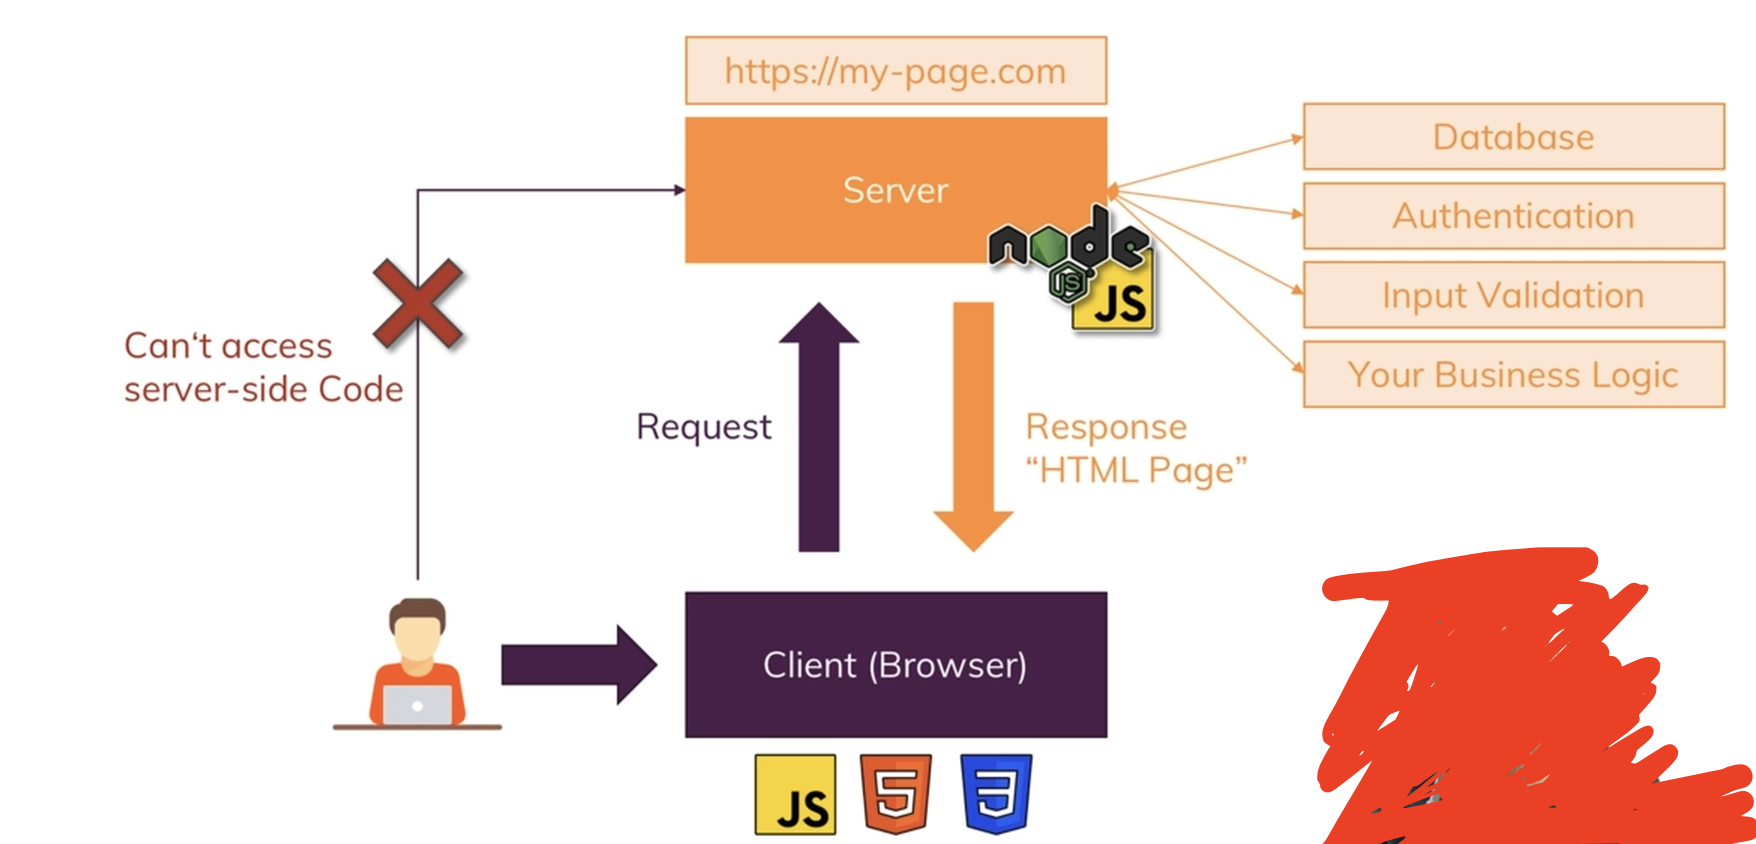 https://my-page.com
Server
node
JS
JS
Database
Authentication
Input Validation
Your Business Logic
Can‘t access
server-side Code
Request
Response
“HTML Page”
Client (Browser)
JS
5
3